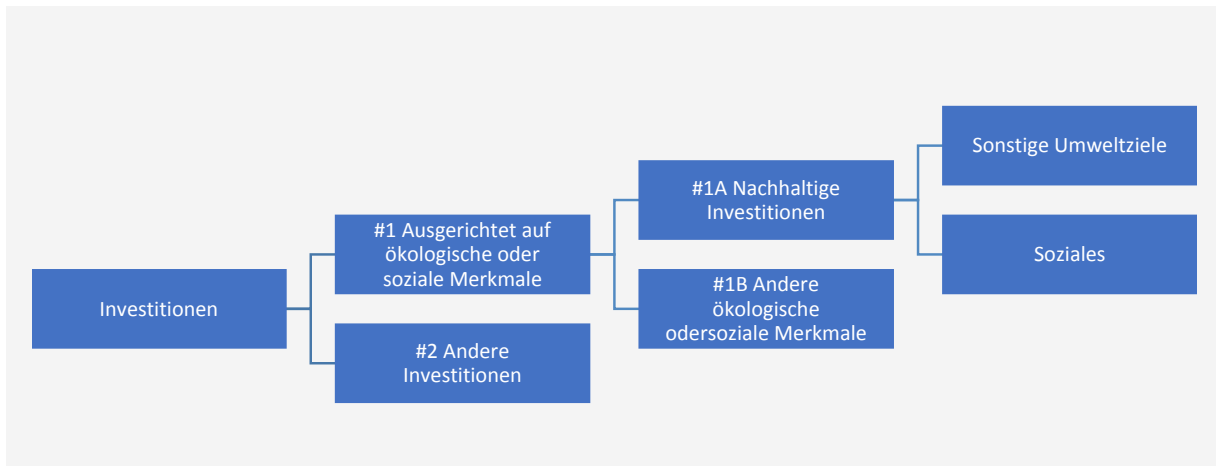 Investitionen
#1 Ausgerichtet auf
ökologische oder
soziale Merkmale
#2 Andere
Investitionen
#1A Nachhaltige
Investitionen
#1B Andere
ökologische
odersoziale Merkmale
Sonstige Umweltziele
Soziales